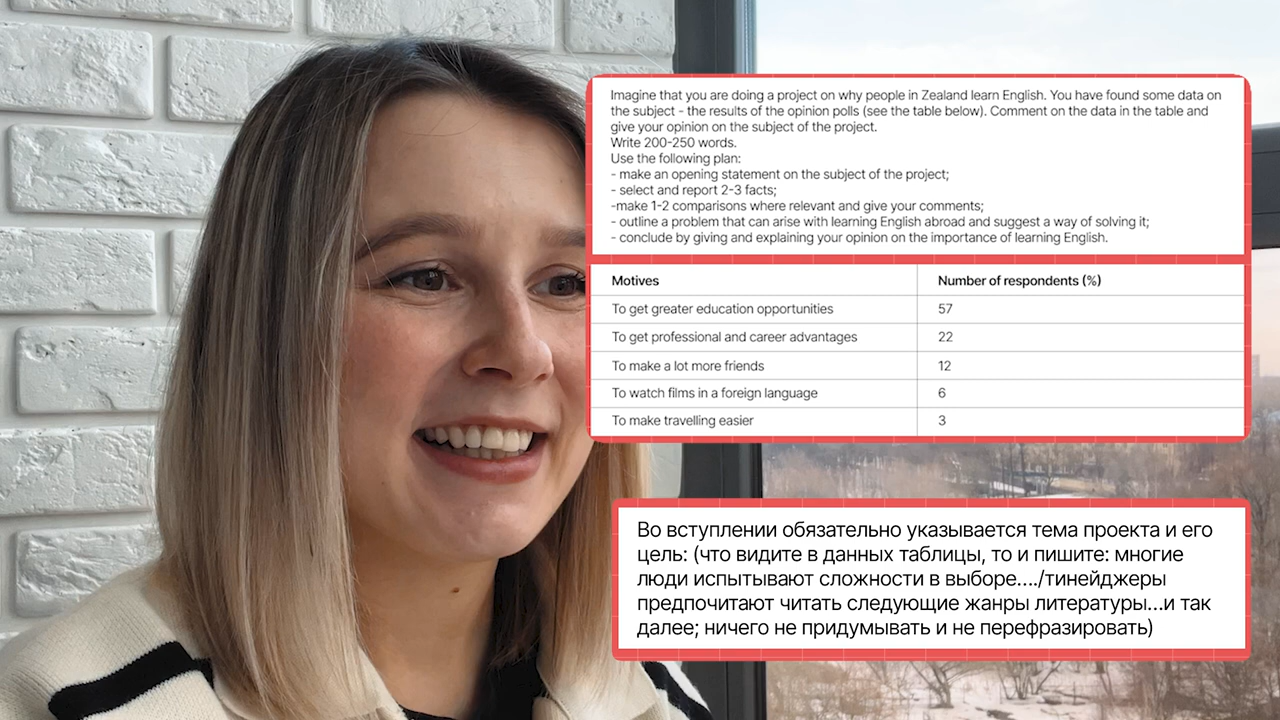 Imagine that you are doing a project on why people in Zealand learn English. You have found some data on
the subject - the results of the opinion polls (see the table below). Comment on the data in the table and
give your opinion on the subject of the project.
Write 200-250 words.
Use the following plan:
- make an opening statement on the subject of the project;
- select and report 2-3 facts;
-make 1-2 comparisons where relevant and give your comments;
- outline a problem that can arise with learning English abroad and suggest a way of solving it;
- conclude by giving and explaining your opinion on the importance of learning English.
Motives Number of respondents (%)
To get greater education opportunities 57
To get professional and career advantages 22
To make a lot more friends 12
To watch films in a foreign language 6
To make travelling easier 3
Во вступлении обязательно указывается тема проекта и его
цель: (что видите в данных таблицы, то и пишите: многие
люди испытывают сложности в выборе..../тинейджеры
предпочитают читать следующие жанры литературы...и так
далее; ничего не придумывать и не перефразировать)